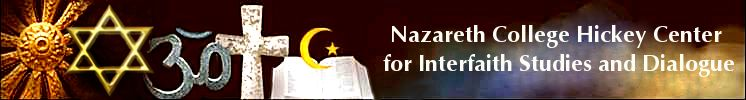 Nazareth College Hickey Center
for Interfaith Studies and Dialogue